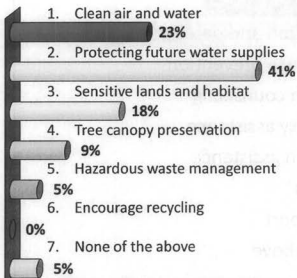 1. Clean air and water
23%
2. Protecting future water supplies
41%
3. Sensitive lands and habitat
18%
4. Tree canopy preservation
9%
5. Hazardous waste management
5%
6. Encourage recycling
0%
7. None of the above
5%